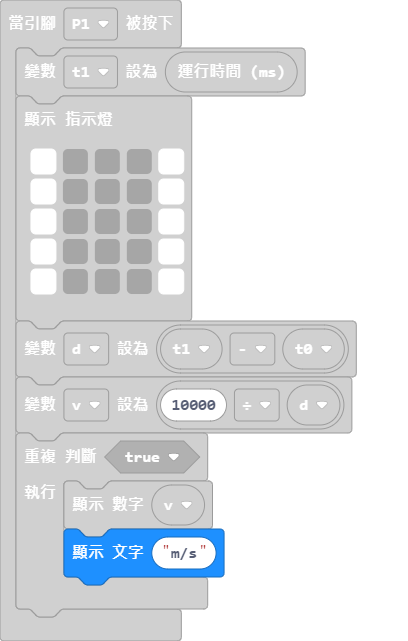 當引腳 P1 被按下
變數 t1 設為 運行時間 (ms)
顯示 指示燈
變數 d 設為 t1 - t0
變數 v 設為 10000 ÷ d
重複 判斷 true
執行
顯示 數字 v
顯示 文字 "m/s"